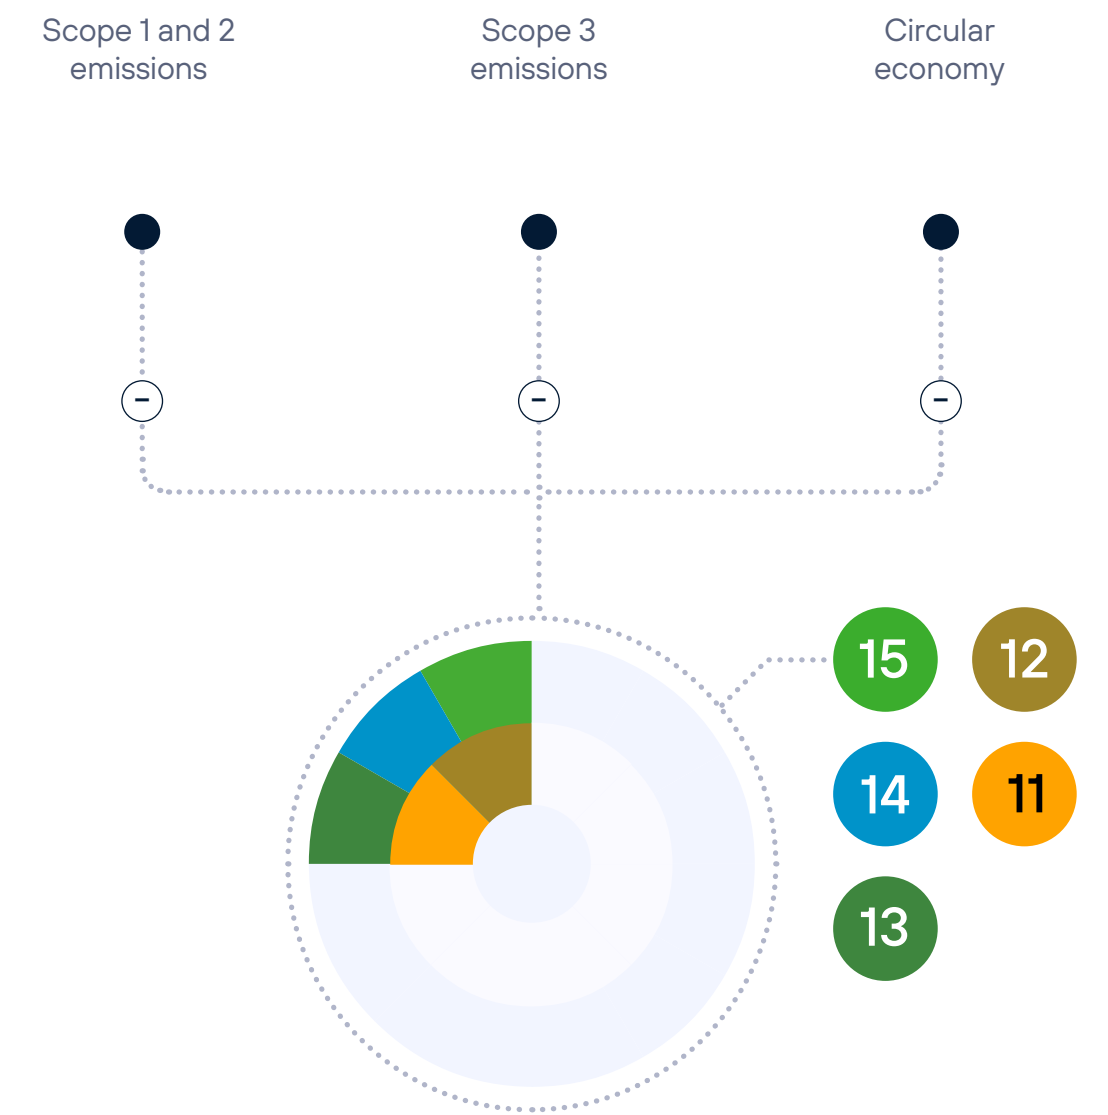 Scope 1 and 2
emissions
Scope 3
emissions
Circular
economy
15
12
14
11
13